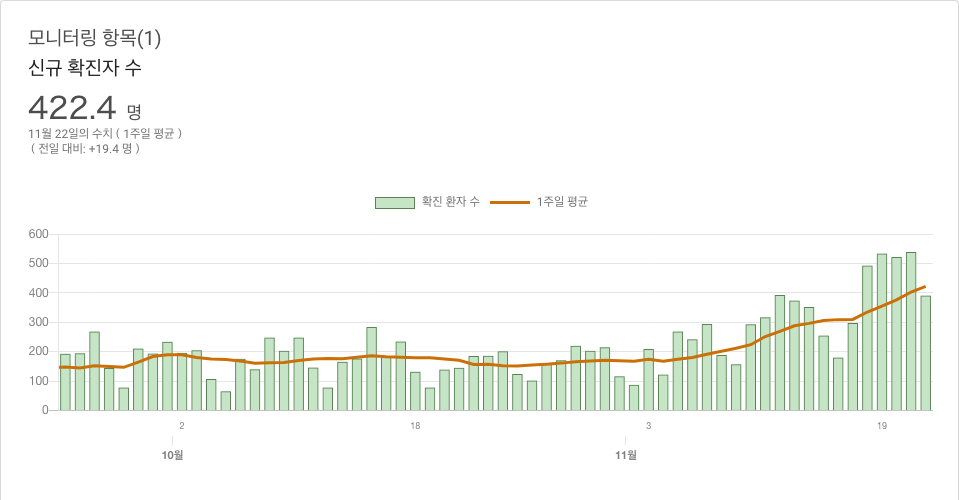 모니터링 항목(1)
신규 확진자 수
422.4 명
11월 22일의 수치 ( 1주일 평균 )
( 전일 대비: +19.4 명 )
확진 환자 수 1주일 평균
600
500
400
300
200
100
0
2 18 3 19
10월 11월